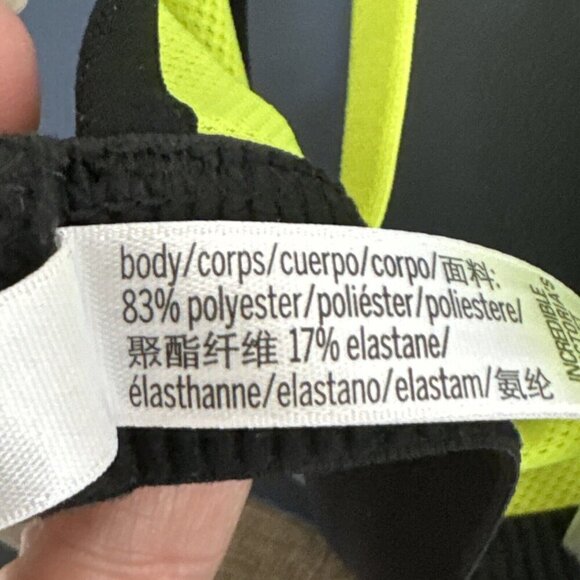 body/corps/cuerpo/corpo/面料:
83% polyester/poliéster/poliestere/
聚酯纤维 17% elastane/
élasthanne/elastano/elastam/氨纶
INCREDIBLE